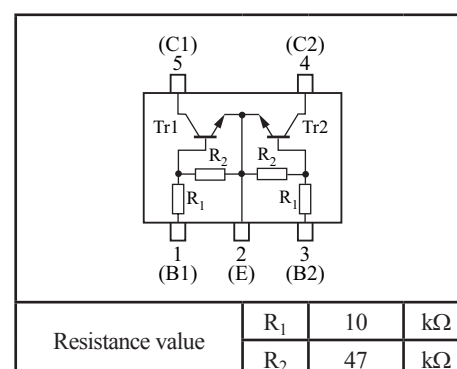 (C1) (C2)
5 4
Tr1 Tr2
R₂ R₂
R₁ R₁
1 2 3
(B1) (E) (B2)
Resistance value R₁ 10 kΩ
R₂ 47 kΩ